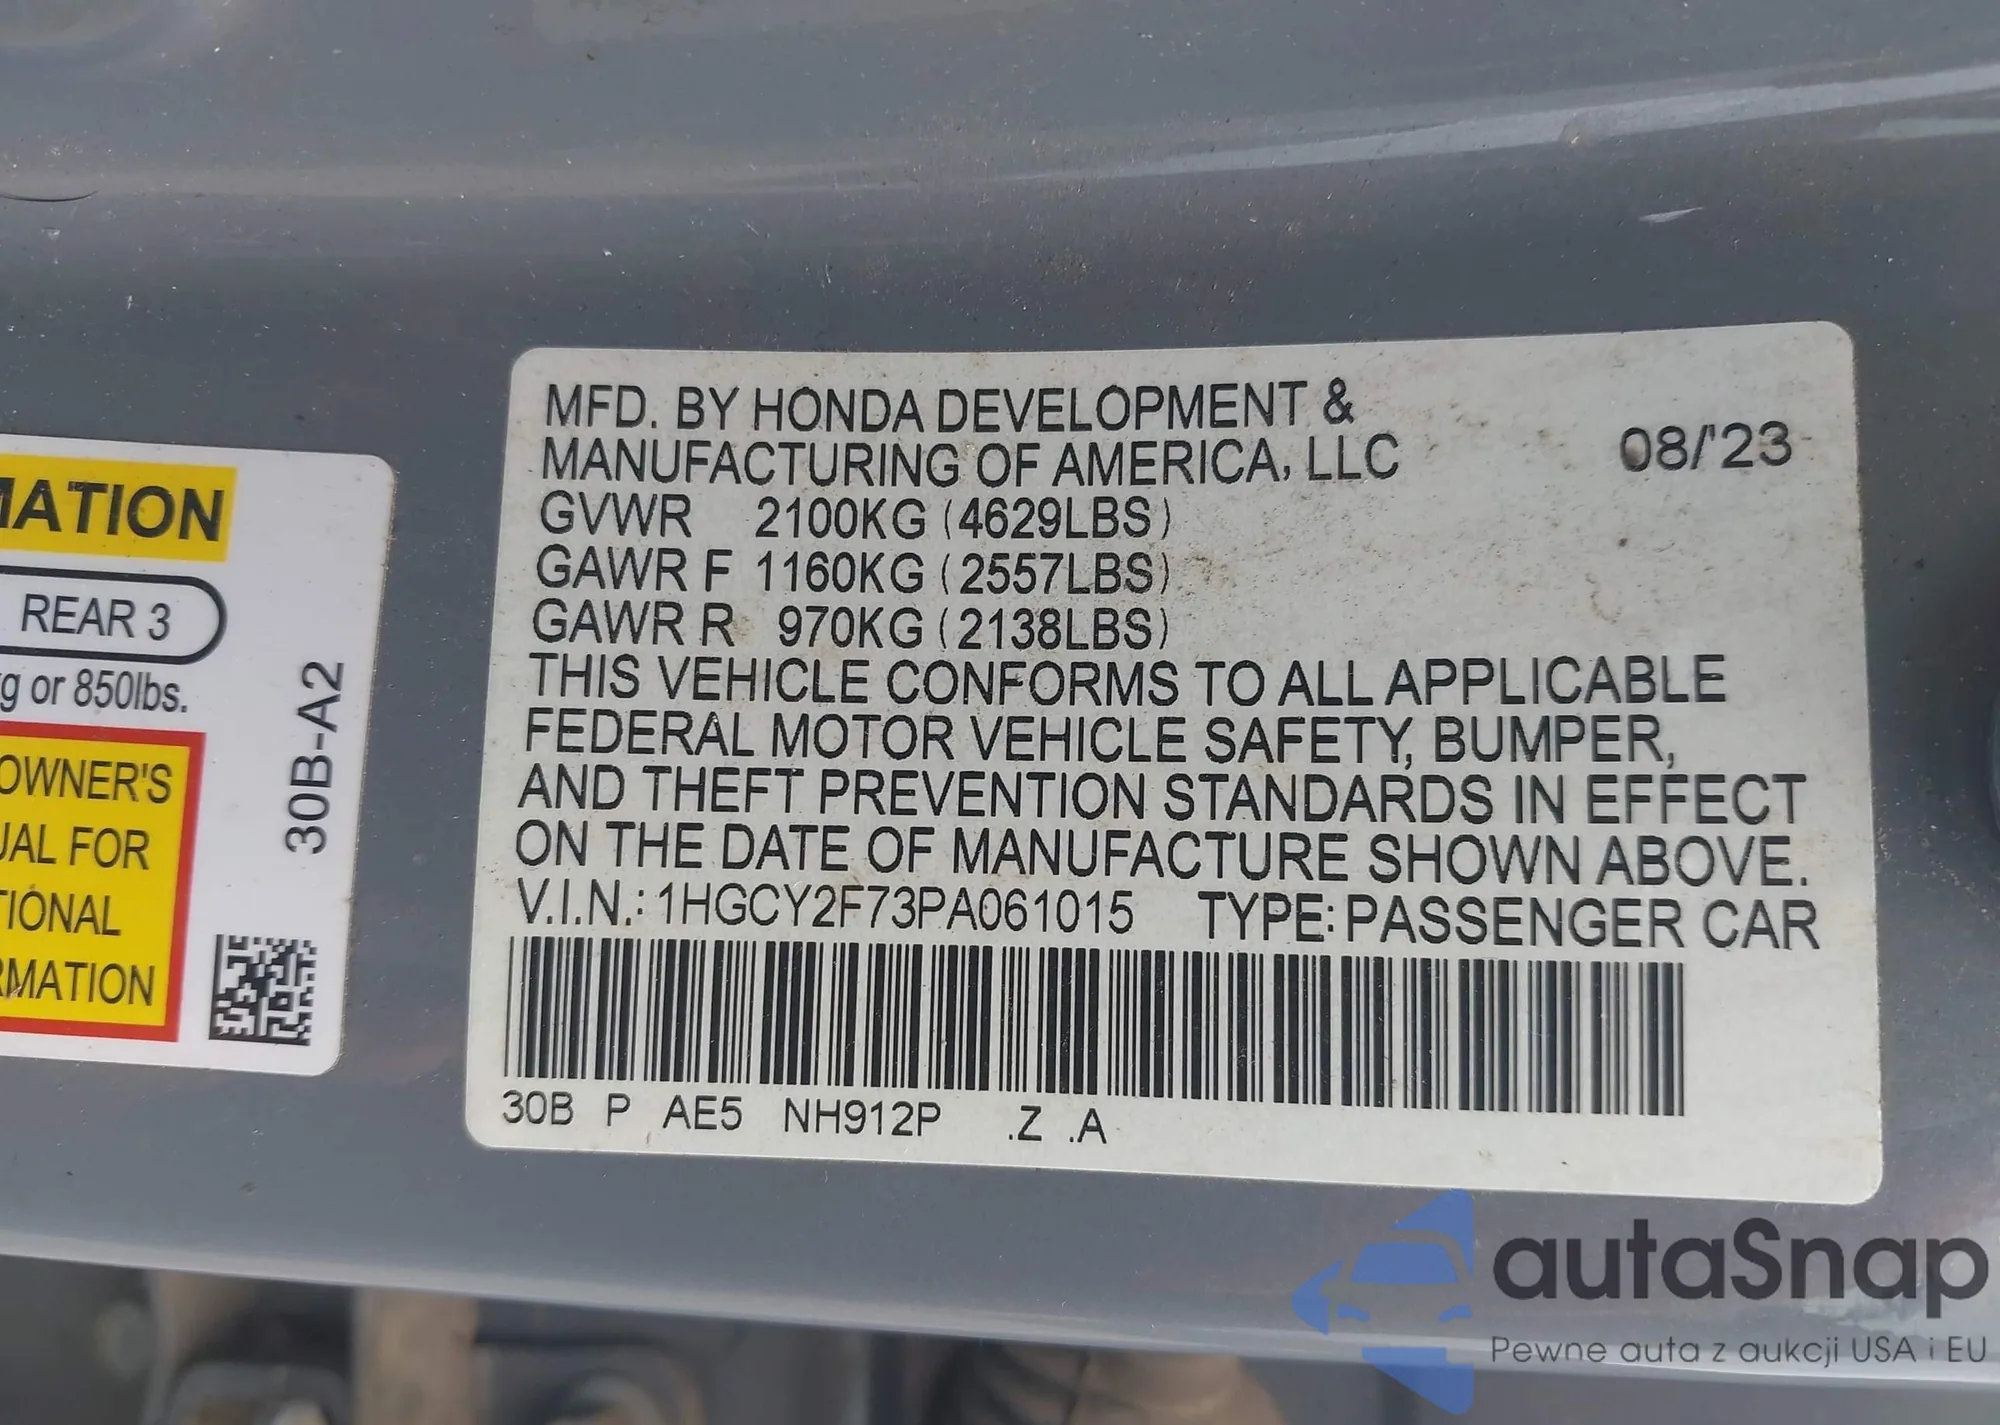 MATION
REAR 3
g or 850lbs.
OWNER'S
UAL FOR
TIONAL
RMATION
30B-A2
MFD. BY HONDA DEVELOPMENT &
MANUFACTURING OF AMERICA, LLC 08/'23
GVWR 2100KG (4629LBS)
GAWR F 1160KG (2557LBS)
GAWR R 970KG (2138LBS)
THIS VEHICLE CONFORMS TO ALL APPLICABLE
FEDERAL MOTOR VEHICLE SAFETY, BUMPER,
AND THEFT PREVENTION STANDARDS IN EFFECT
ON THE DATE OF MANUFACTURE SHOWN ABOVE.
V.I.N.: 1HGCY2F73PA061015 TYPE: PASSENGER CAR
30B P AE5 NH912P .Z .A
autaSnap
Pewne auta z aukcji USA i EU